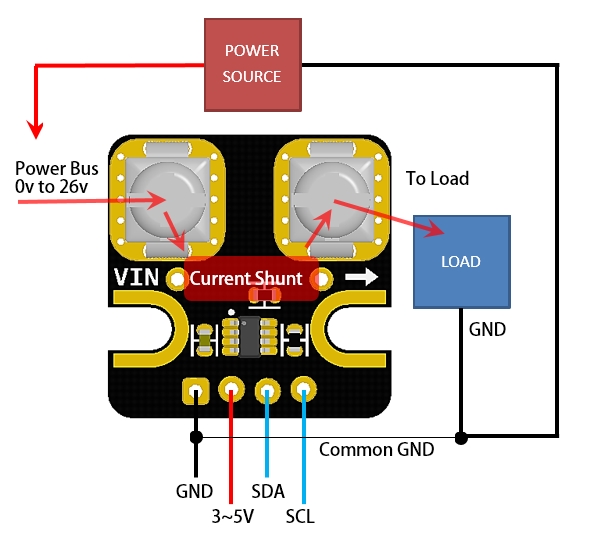 POWER
SOURCE
Power Bus
0v to 26v
To Load
VIN
Current Shunt
LOAD
GND
Common GND
GND
SDA
3~5V
SCL